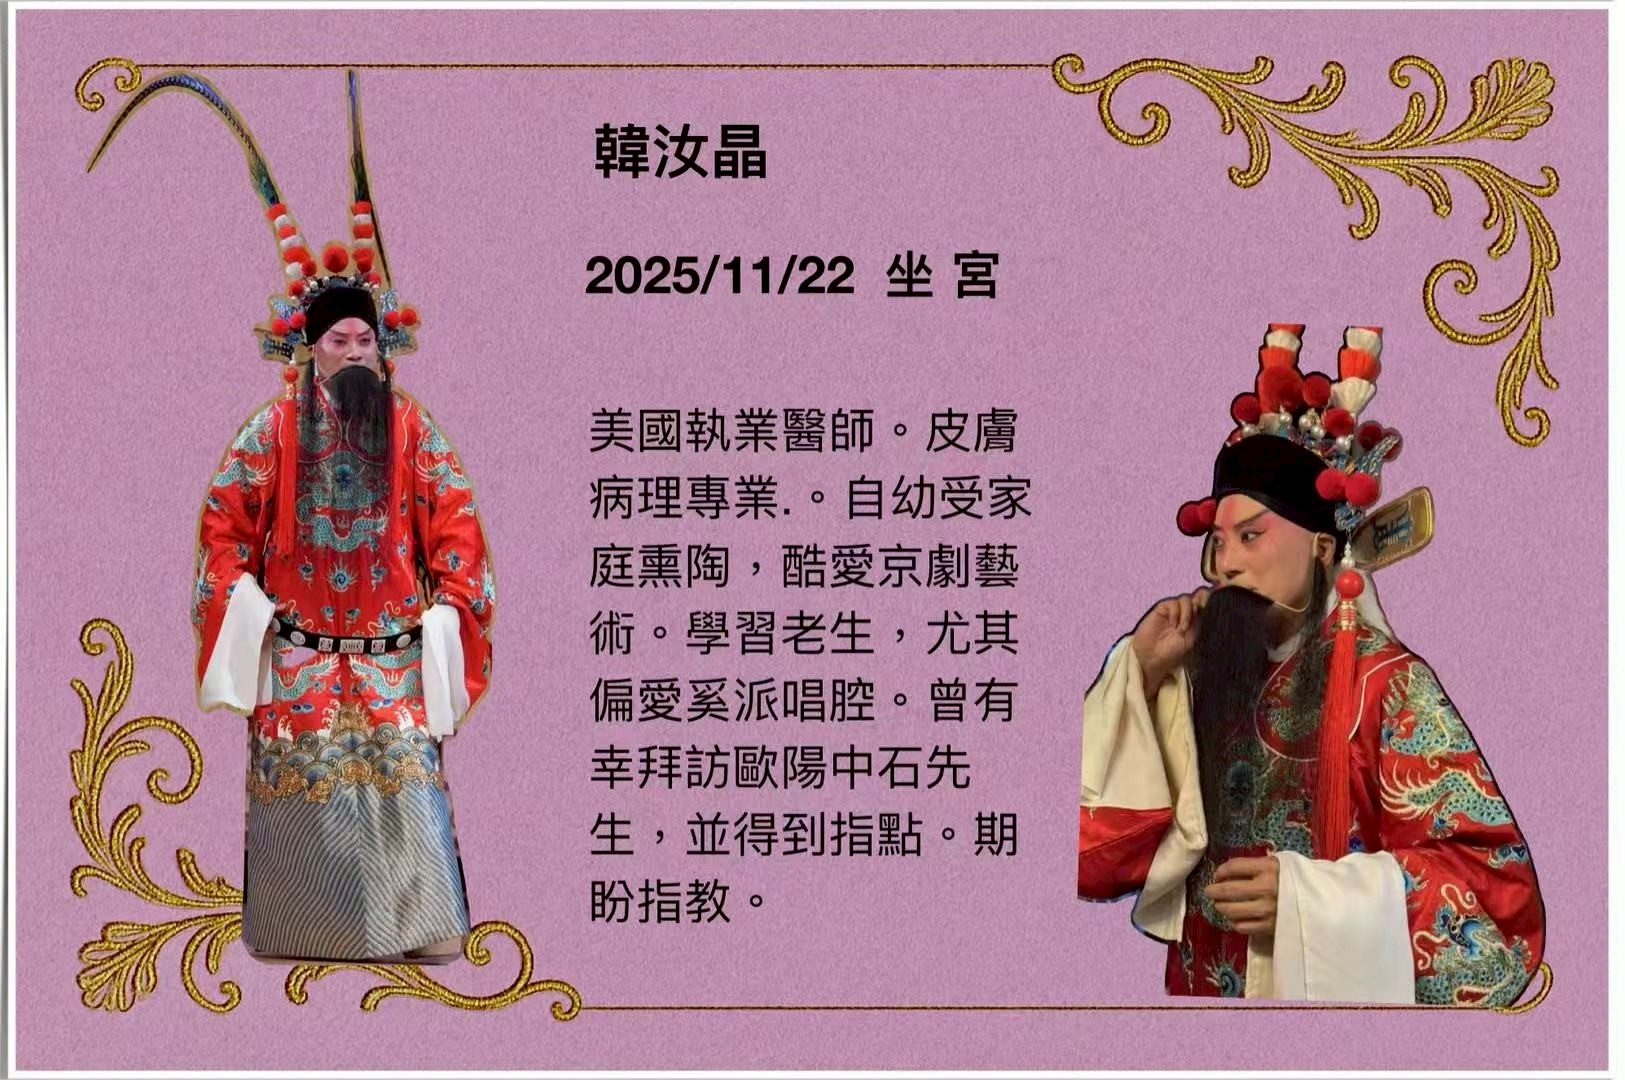 韓汝晶
2025/11/22 坐 宮
美國執業醫師。皮膚
病理專業.。自幼受家
庭熏陶，酷愛京劇藝
術。學習老生，尤其
偏愛奚派唱腔。曾有
幸拜訪歐陽中石先
生，並得到指點。期
盼指教。